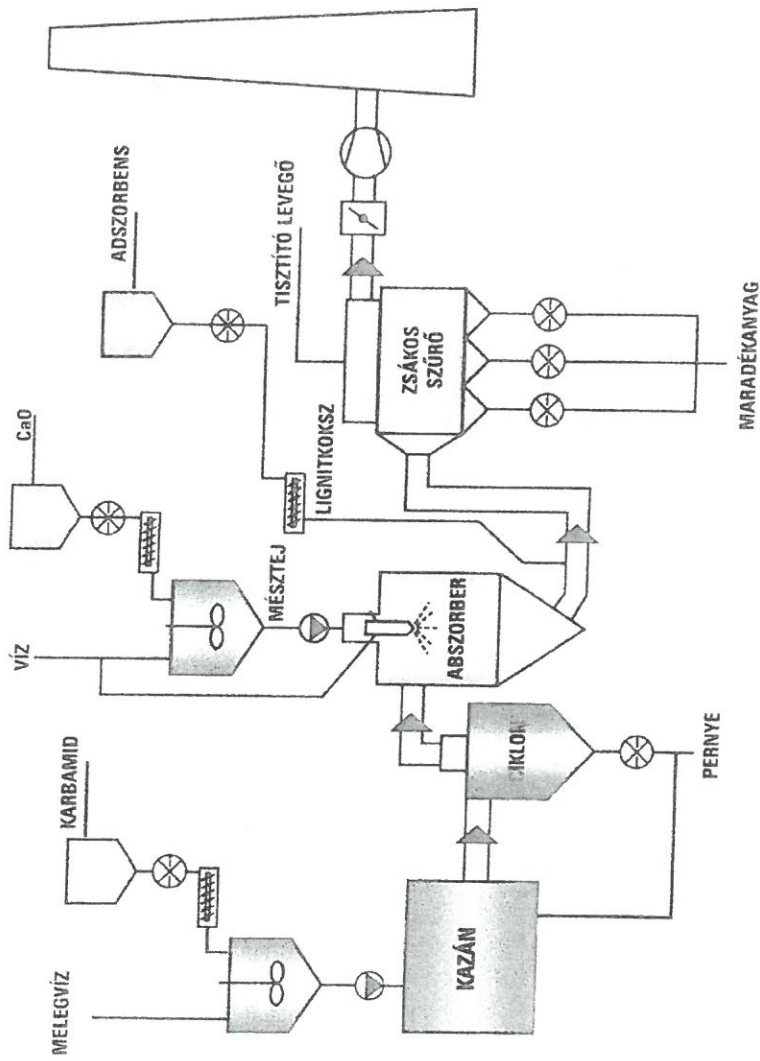 MELEGVÍZ
KARBAMID
VÍZ
CaO
ADSZORBENS
MÉSZTEJ
LIGNITKOKSZ
TISZTÍTÓ LEVEGŐ
KAZÁN
CIKLON
ABSZORBER
ZSÁKOS
SZŰRŐ
PERNYE
MARADÉKANYAG